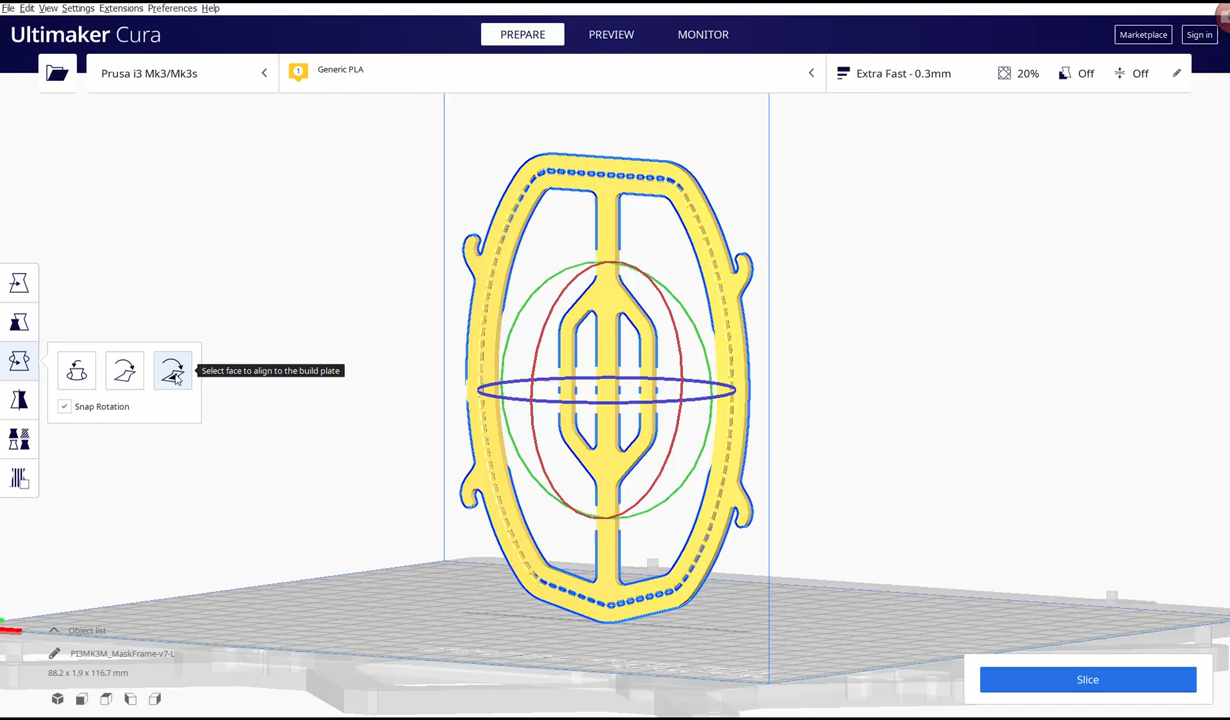 File Edit View Settings Extensions Preferences Help
Ultimaker Cura
PREPARE
PREVIEW
MONITOR
Marketplace
Sign in
Prusa i3 Mk3/Mk3s
1
Generic PLA
Extra Fast - 0.3mm
20%
Off
Off
Select face to align to the build plate
Snap Rotation
Object list
PI3MK3M_MaskFrame-v7-L
88.2 x 1.9 x 116.7 mm
Slice